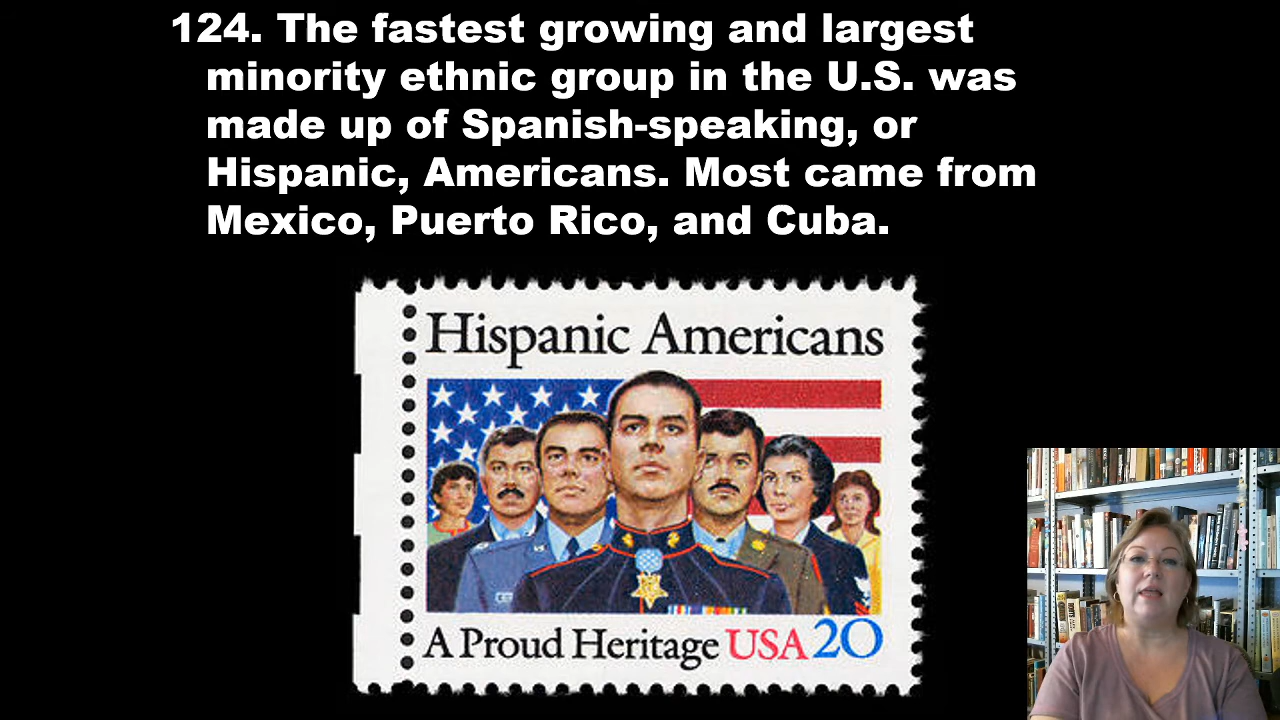 124. The fastest growing and largest
minority ethnic group in the U.S. was
made up of Spanish-speaking, or
Hispanic, Americans. Most came from
Mexico, Puerto Rico, and Cuba.
Hispanic Americans
A Proud Heritage USA 20